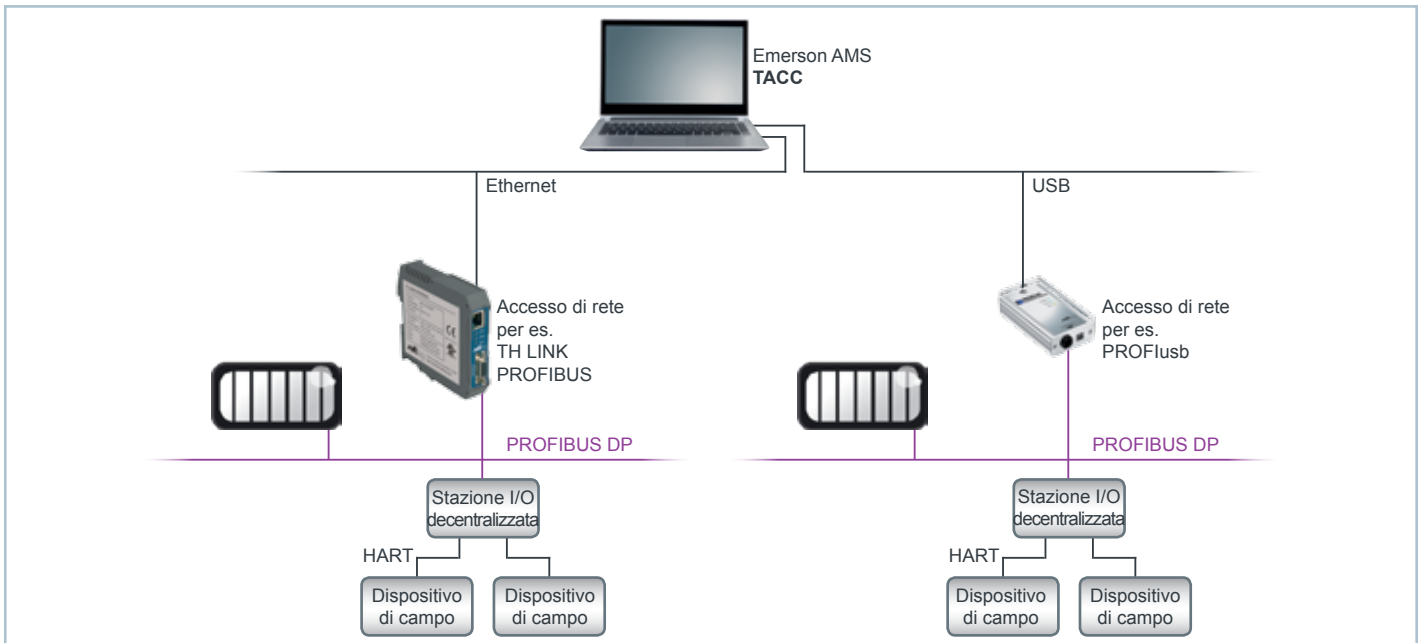 Emerson AMS
TACC
Ethernet
USB
Accesso di rete
per es.
TH LINK
PROFIBUS
Accesso di rete
per es.
PROFIusb
PROFIBUS DP
PROFIBUS DP
Stazione I/O
decentralizzata
Stazione I/O
decentralizzata
HART
HART
Dispositivo
di campo
Dispositivo
di campo
Dispositivo
di campo
Dispositivo
di campo